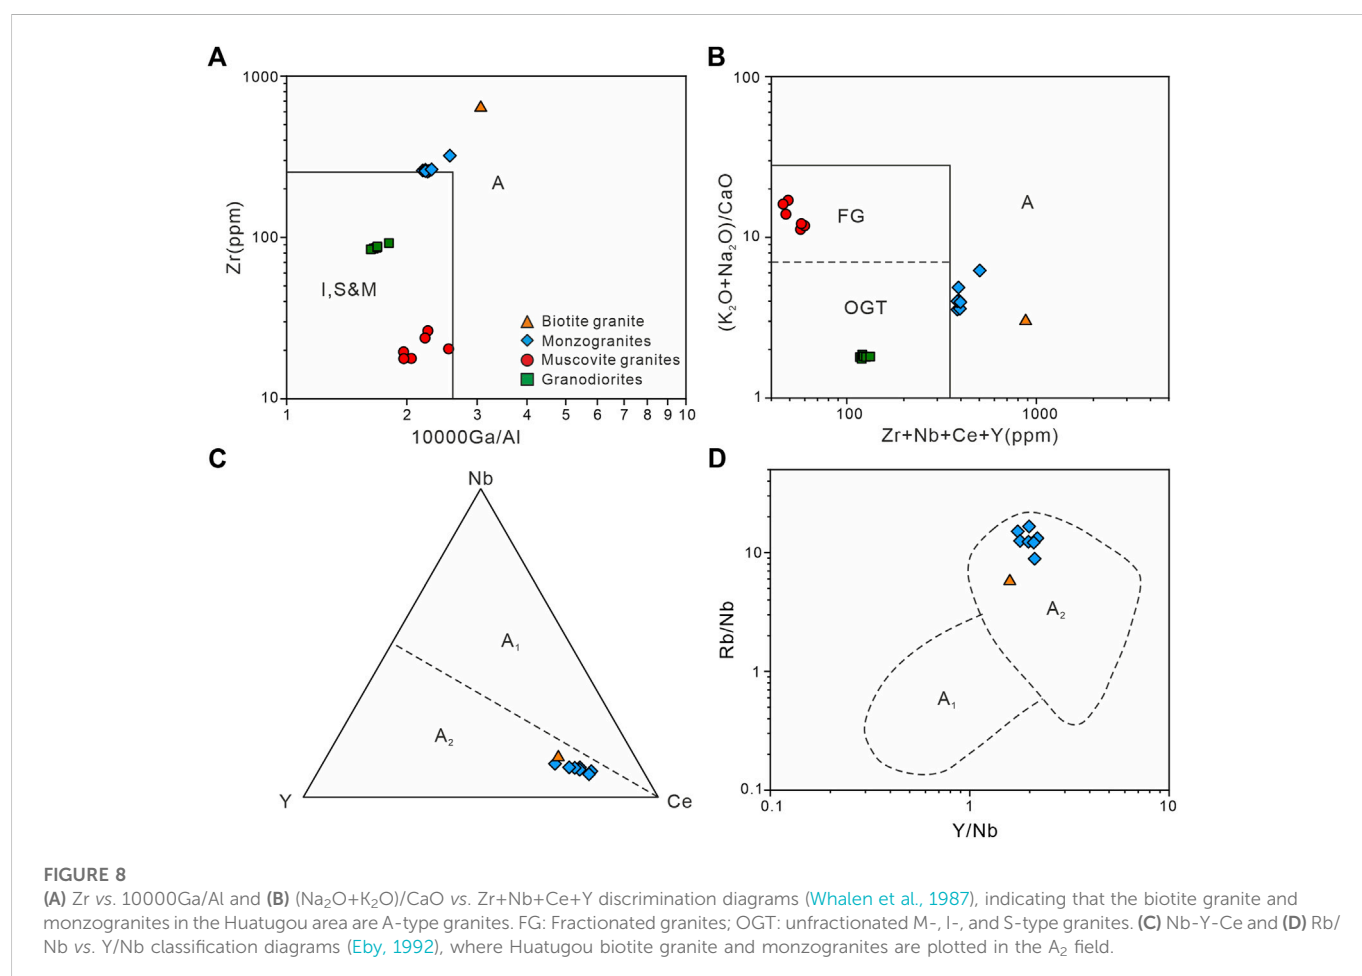 A
1000
100
10
Zr(ppm)
A
I,S&M
Biotite granite
Monzogranites
Muscovite granites
Granodiorites
1 2 3 4 5 6 7 8 9 10
10000Ga/Al
B
100
10
1
(K₂O+Na₂O)/CaO
FG
A
OGT
100 1000
Zr+Nb+Ce+Y(ppm)
C
Nb
A₁
A₂
Y
Ce
D
10
1
0.1
Rb/Nb
A₂
A₁
0.1 1 10
Y/Nb
FIGURE 8
(A) Zr vs. 10000Ga/Al and (B) (Na₂O+K₂O)/CaO vs. Zr+Nb+Ce+Y discrimination diagrams (Whalen et al., 1987), indicating that the biotite granite and
monzogranites in the Huatugou area are A-type granites. FG: Fractionated granites; OGT: unfractionated M-, I-, and S-type granites. (C) Nb-Y-Ce and (D) Rb/
Nb vs. Y/Nb classification diagrams (Eby, 1992), where Huatugou biotite granite and monzogranites are plotted in the A₂ field.